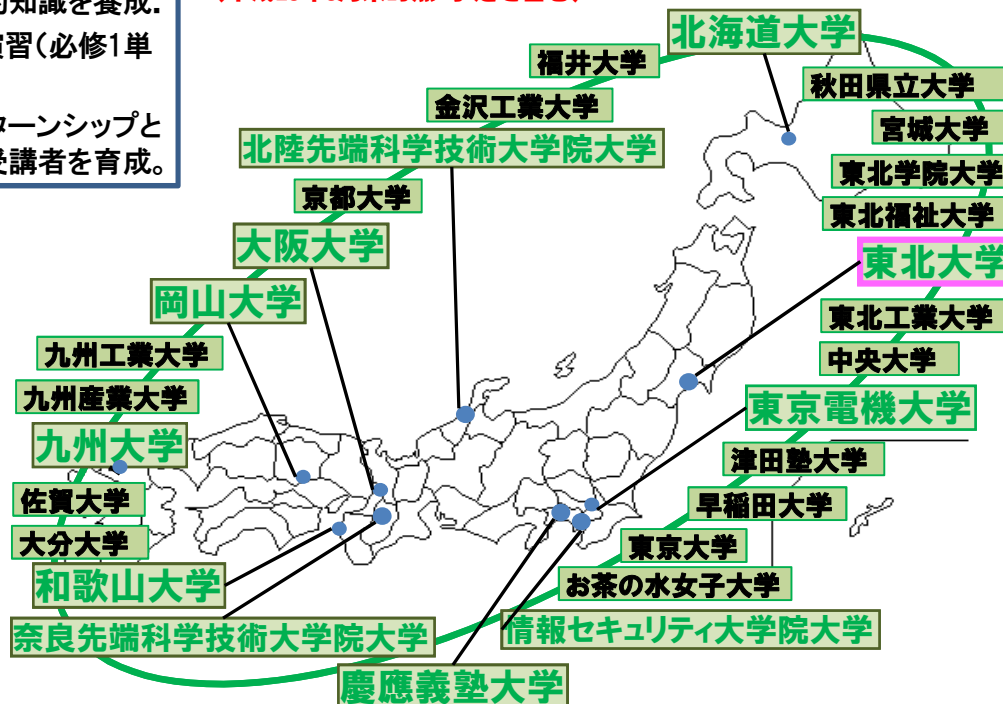 的知識を養成.
演習(必修1単
ターンシップと
受講者を育成。
北海道大学
福井大学
秋田県立大学
金沢工業大学
宮城大学
北陸先端科学技術大学院大学
東北学院大学
京都大学
東北福祉大学
大阪大学
東北大学
岡山大学
東北工業大学
九州工業大学
中央大学
九州産業大学
東京電機大学
九州大学
津田塾大学
佐賀大学
早稲田大学
大分大学
東京大学
和歌山大学
お茶の水女子大学
奈良先端科学技術大学院大学
情報セキュリティ大学院大学
慶應義塾大学